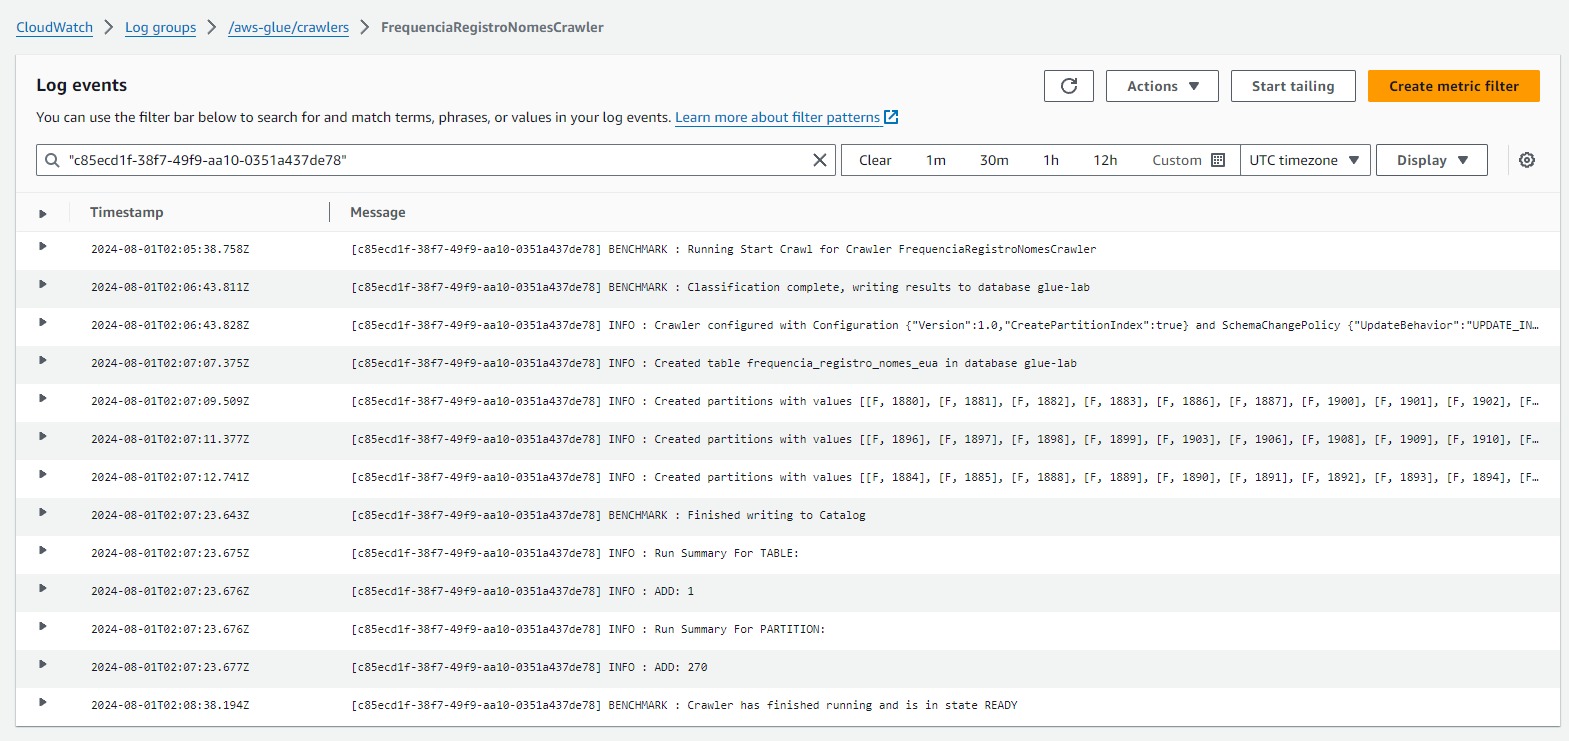 CloudWatch > Log groups > /aws-glue/crawlers > FrequenciaRegistroNomesCrawler
Log events
Actions
Start tailing
Create metric filter
You can use the filter bar below to search for and match terms, phrases, or values in your log events. Learn more about filter patterns
"c85ecd1f-38f7-49f9-aa10-0351a437de78"
Clear 1m 30m 1h 12h Custom
UTC timezone
Display
Timestamp Message
2024-08-01T02:05:38.758Z [c85ecd1f-38f7-49f9-aa10-0351a437de78] BENCHMARK : Running Start Crawl for Crawler FrequenciaRegistroNomesCrawler
2024-08-01T02:06:43.811Z [c85ecd1f-38f7-49f9-aa10-0351a437de78] BENCHMARK : Classification complete, writing results to database glue-lab
2024-08-01T02:06:43.828Z [c85ecd1f-38f7-49f9-aa10-0351a437de78] INFO : Crawler configured with Configuration {"Version":1.0,"CreatePartitionIndex":true} and SchemaChangePolicy {"UpdateBehavior":"UPDATE_IN…
2024-08-01T02:07:07.375Z [c85ecd1f-38f7-49f9-aa10-0351a437de78] INFO : Created table frequencia_registro_nomes_eua in database glue-lab
2024-08-01T02:07:09.509Z [c85ecd1f-38f7-49f9-aa10-0351a437de78] INFO : Created partitions with values [[F, 1880], [F, 1881], [F, 1882], [F, 1883], [F, 1886], [F, 1887], [F, 1900], [F, 1901], [F, 1902], [F…
2024-08-01T02:07:11.377Z [c85ecd1f-38f7-49f9-aa10-0351a437de78] INFO : Created partitions with values [[F, 1896], [F, 1897], [F, 1898], [F, 1899], [F, 1903], [F, 1906], [F, 1908], [F, 1909], [F, 1910], [F…
2024-08-01T02:07:12.741Z [c85ecd1f-38f7-49f9-aa10-0351a437de78] INFO : Created partitions with values [[F, 1884], [F, 1885], [F, 1888], [F, 1889], [F, 1890], [F, 1891], [F, 1892], [F, 1893], [F, 1894], [F…
2024-08-01T02:07:23.643Z [c85ecd1f-38f7-49f9-aa10-0351a437de78] BENCHMARK : Finished writing to Catalog
2024-08-01T02:07:23.675Z [c85ecd1f-38f7-49f9-aa10-0351a437de78] INFO : Run Summary For TABLE:
2024-08-01T02:07:23.676Z [c85ecd1f-38f7-49f9-aa10-0351a437de78] INFO : ADD: 1
2024-08-01T02:07:23.676Z [c85ecd1f-38f7-49f9-aa10-0351a437de78] INFO : Run Summary For PARTITION:
2024-08-01T02:07:23.677Z [c85ecd1f-38f7-49f9-aa10-0351a437de78] INFO : ADD: 270
2024-08-01T02:08:38.194Z [c85ecd1f-38f7-49f9-aa10-0351a437de78] BENCHMARK : Crawler has finished running and is in state READY